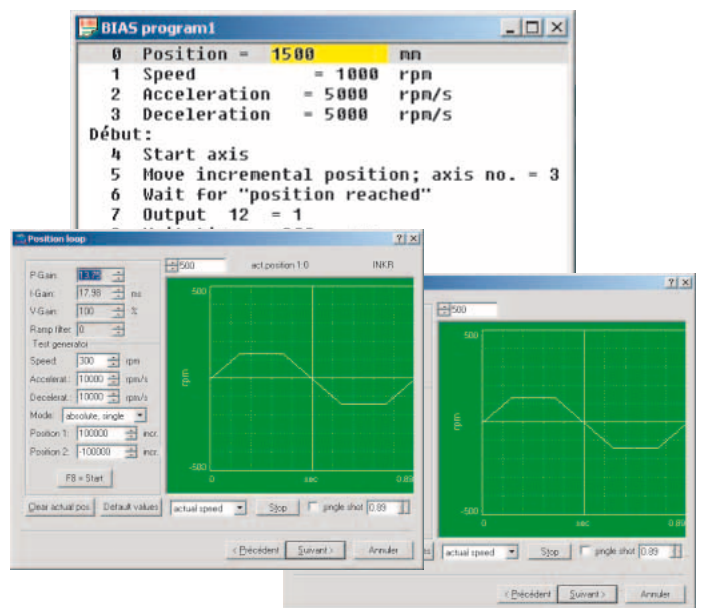 BIAS program1
0 Position = 1500 mm
1 Speed = 1000 rpm
2 Acceleration = 5000 rpm/s
3 Deceleration = 5000 rpm/s
Début:
4 Start axis
5 Move incremental position; axis no. = 3
6 Wait for "position reached"
7 Output 12 = 1
Position loop
P-Gain:
I-Gain: 17.98 ms
V-Gain: 100 %
Ramp filter: 0
Test generator
Speed: 300 rpm
Accelerat.: 10000 rpm/s
Decelerat.: 10000 rpm/s
Mode: absolute, single
Position 1: 100000 incr.
Position 2: -100000 incr.
F8 = Start
Clear actual pos. Default values
500 act.position 1:0 INKR
500
rpm
-500
0 sec 0.89
actual speed Stop single shot 0.89
< Précédent Suivant > Annuler
500
500
rpm
-500
0 sec 0.89
actual speed Stop single shot 0.89
< Précédent Suivant > Annuler